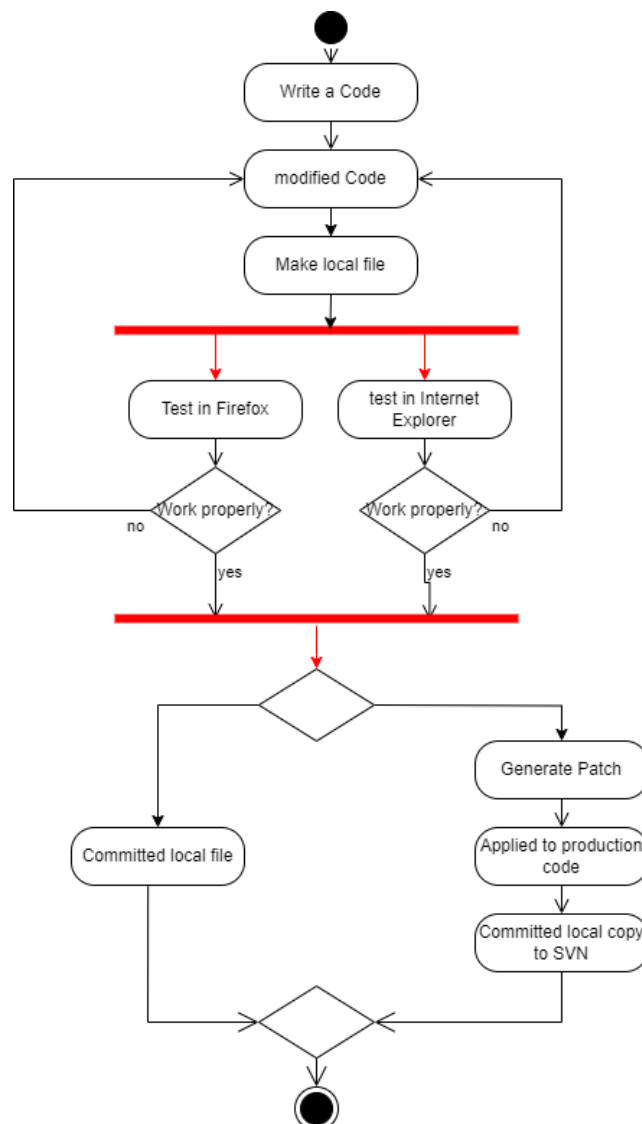 Write a Code
modified Code
Make local file
Test in Firefox
test in Internet
Explorer
Work properly?
Work properly?
no
no
yes
yes
Generate Patch
Committed local file
Applied to production
code
Committed local copy
to SVN